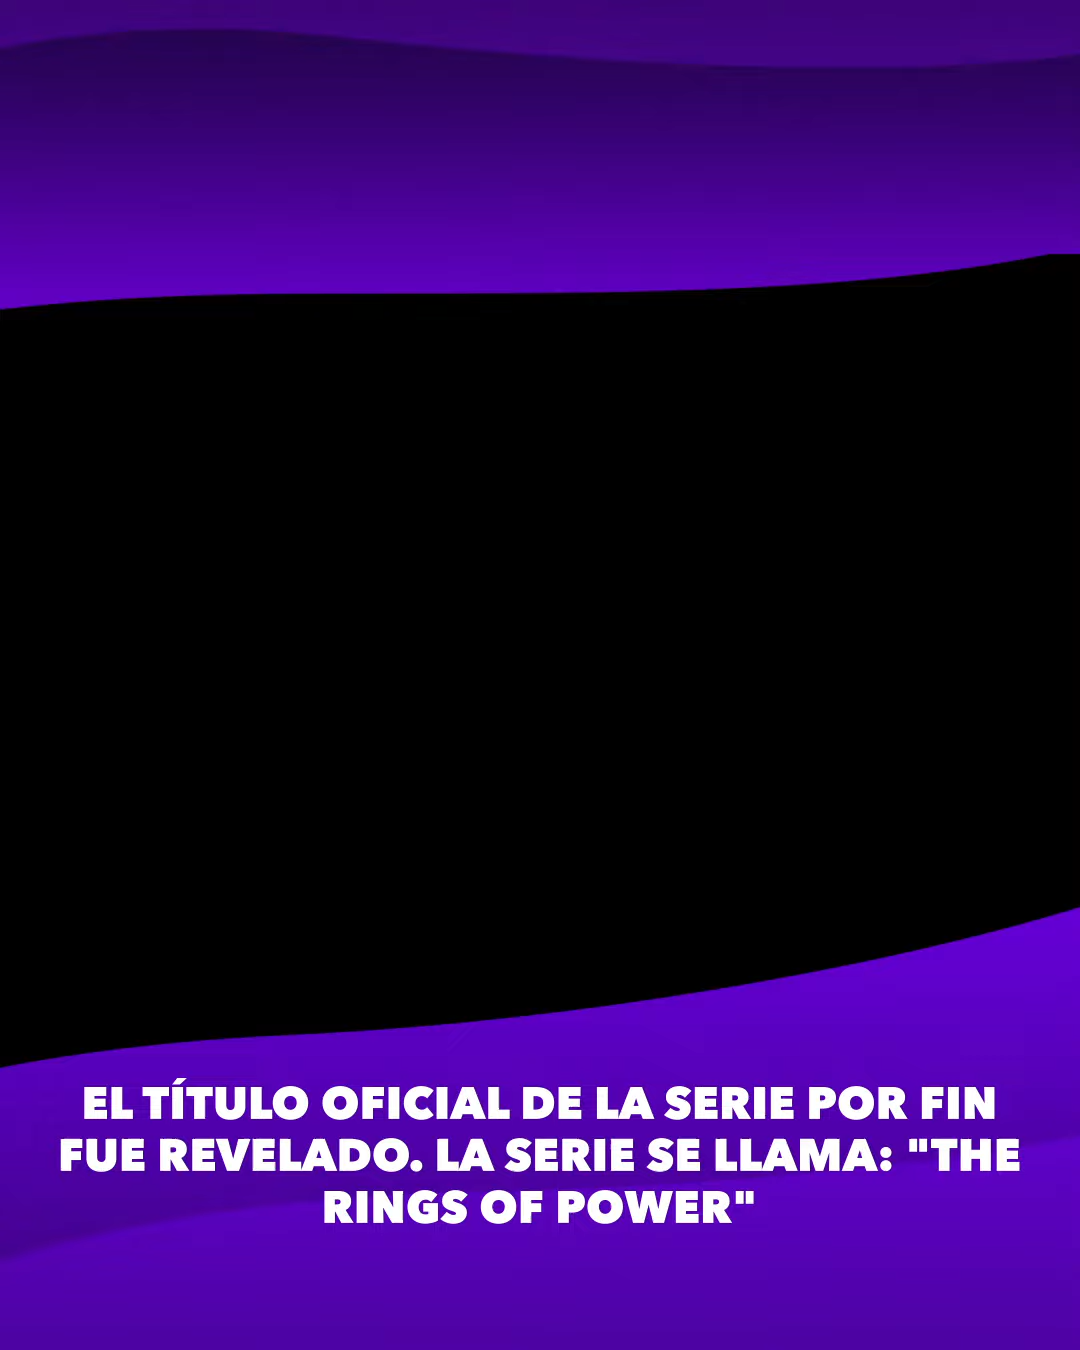 EL TÍTULO OFICIAL DE LA SERIE POR FIN
FUE REVELADO. LA SERIE SE LLAMA: "THE
RINGS OF POWER"